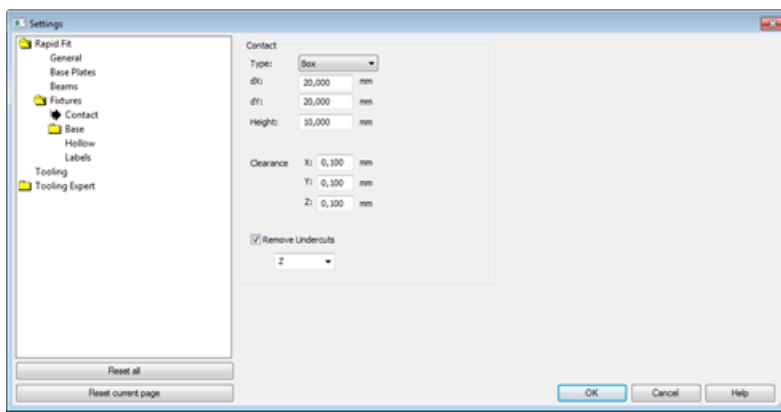 Settings
Rapid Fit
General
Base Plates
Beams
Fixtures
Contact
Base
Hollow
Labels
Tooling
Tooling Expert
Reset all
Reset current page
Contact
Type: Box
dX: 20,000 mm
dY: 20,000 mm
Height: 10,000 mm
Clearance X: 0,100 mm
Y: 0,100 mm
Z: 0,100 mm
Remove Undercuts
Z
OK Cancel Help